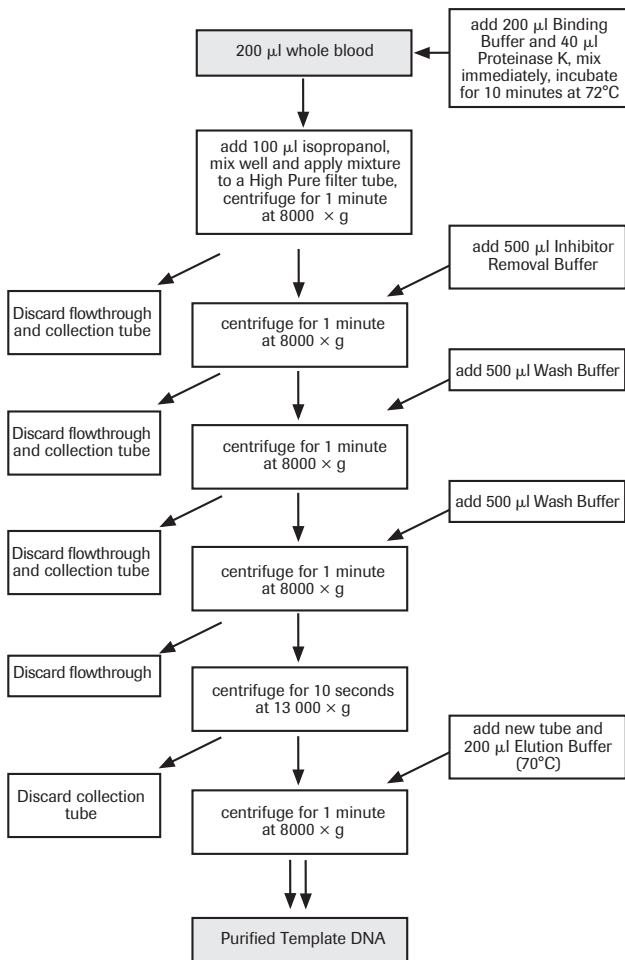 200 µl whole blood
add 200 µl Binding
Buffer and 40 µl
Proteinase K, mix
immediately, incubate
for 10 minutes at 72°C
add 100 µl isopropanol,
mix well and apply mixture
to a High Pure filter tube,
centrifuge for 1 minute
at 8000 × g
add 500 µl Inhibitor
Removal Buffer
Discard flowthrough
and collection tube
centrifuge for 1 minute
at 8000 × g
add 500 µl Wash Buffer
Discard flowthrough
and collection tube
centrifuge for 1 minute
at 8000 × g
add 500 µl Wash Buffer
Discard flowthrough
and collection tube
centrifuge for 1 minute
at 8000 × g
Discard flowthrough
centrifuge for 10 seconds
at 13 000 × g
add new tube and
200 µl Elution Buffer
(70°C)
Discard collection
tube
centrifuge for 1 minute
at 8000 × g
Purified Template DNA